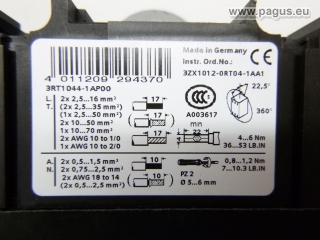 © www.pagus.eu
Made in Germany
Instr. Ord.No.:
3ZX1012-0RT04-1AA1
4 011209 294370
3RT1044-1AP00
L. 2x 2,5...16 mm² 17
T. (2x 2,5...35 mm²)
(1x 2,5...35 mm²)
2x 10...50 mm² 17
1x 10...70 mm²
2x AWG 10 to 1/0 17
1x AWG 10 to 2/0
CCC
A003617
min 22
22,5°
360°
4...6 Nm
36...53 LB.IN
A. 2x 0,5...1,5 mm² 10
N. 2x 0,75...2,5 mm²
2x AWG 18 to 14 10
(2x 0,5...2,5 mm²)
PZ 2
Ø 5...6 mm
0,8...1,2 Nm
7...10.3 LB.IN